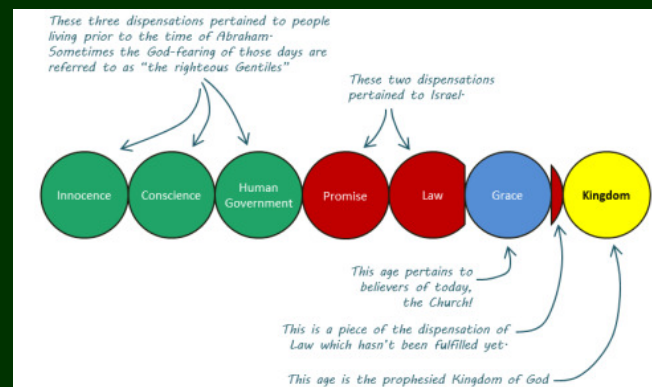 These three dispensations pertained to people
living prior to the time of Abraham.
Sometimes the God-fearing of those days are
referred to as "the righteous Gentiles"
These two dispensations
pertained to Israel.
Innocence
Conscience
Human
Government
Promise
Law
Grace
Kingdom
This age pertains to
believers of today,
the Church!
This is a piece of the dispensation of
Law which hasn't been fulfilled yet.
This age is the prophesied Kingdom of God